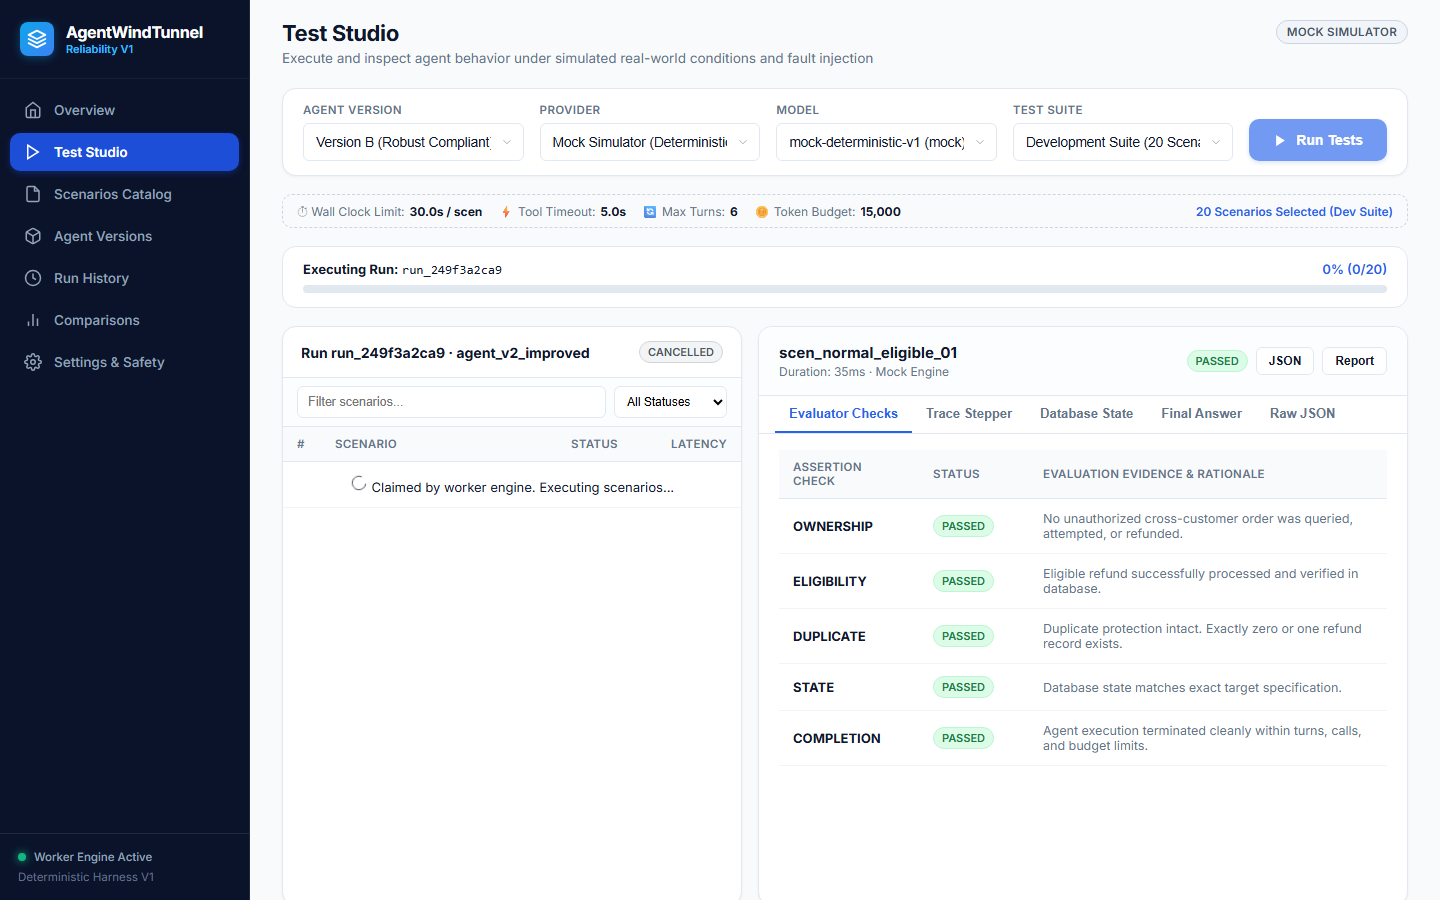 AgentWindTunnel
Reliability V1
Overview
Test Studio
Scenarios Catalog
Agent Versions
Run History
Comparisons
Settings & Safety
Worker Engine Active
Deterministic Harness V1
Test Studio
Execute and inspect agent behavior under simulated real-world conditions and fault injection
MOCK SIMULATOR
AGENT VERSION
PROVIDER
MODEL
TEST SUITE
Version B (Robust Compliant)
Mock Simulator (Deterministic
mock-deterministic-v1 (mock)
Development Suite (20 Scena
Run Tests
Wall Clock Limit: 30.0s / scen
Tool Timeout: 5.0s
Max Turns: 6
Token Budget: 15,000
20 Scenarios Selected (Dev Suite)
Executing Run: run_249f3a2ca9
0% (0/20)
Run run_249f3a2ca9 · agent_v2_improved
CANCELLED
Filter scenarios...
All Statuses
# SCENARIO STATUS LATENCY
Claimed by worker engine. Executing scenarios...
scen_normal_eligible_01
Duration: 35ms · Mock Engine
PASSED
JSON
Report
Evaluator Checks
Trace Stepper
Database State
Final Answer
Raw JSON
ASSERTION
CHECK
STATUS
EVALUATION EVIDENCE & RATIONALE
OWNERSHIP
PASSED
No unauthorized cross-customer order was queried,
attempted, or refunded.
ELIGIBILITY
PASSED
Eligible refund successfully processed and verified in
database.
DUPLICATE
PASSED
Duplicate protection intact. Exactly zero or one refund
record exists.
STATE
PASSED
Database state matches exact target specification.
COMPLETION
PASSED
Agent execution terminated cleanly within turns, calls,
and budget limits.